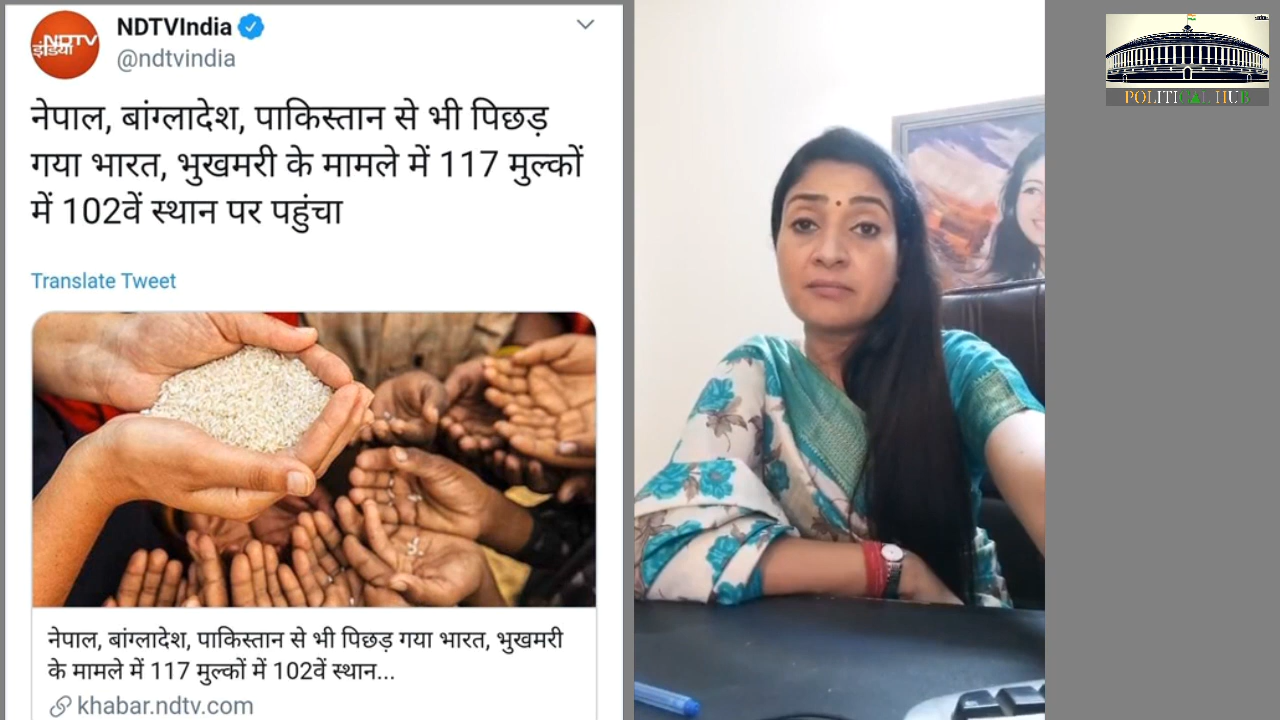 NDTV
इंडिया
NDTVIndia
@ndtvindia
नेपाल, बांग्लादेश, पाकिस्तान से भी पिछड़
गया भारत, भुखमरी के मामले में 117 मुल्कों
में 102वें स्थान पर पहुंचा
Translate Tweet
नेपाल, बांग्लादेश, पाकिस्तान से भी पिछड़ गया भारत, भुखमरी
के मामले में 117 मुल्कों में 102वें स्थान...
khabar.ndtv.com
POLITICAL HUB